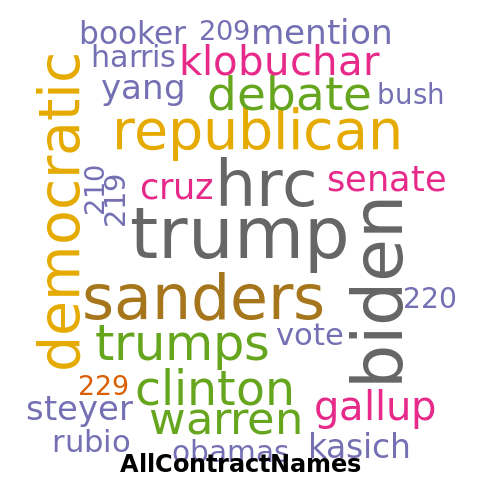 booker 209 mention
harris klobuchar
yang debate bush
democratic republican
210 219 cruz hrc senate
trump
biden
sanders 220
trumps vote
229 clinton gallup
steyer warren
rubio obamas kasich
AllContractNames